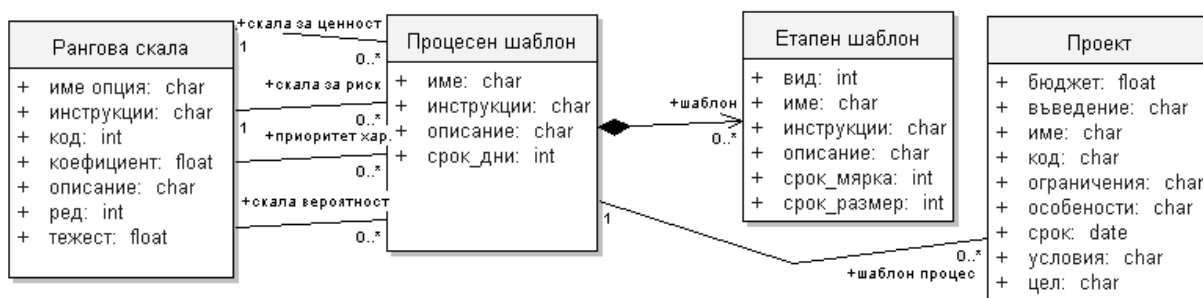 Рангова скала
+ име опция: char
+ инструкции: char
+ код: int
+ коефициент: float
+ описание: char
+ ред: int
+ тежест: float
+скала за ценност
1
0..*
+скала за риск
1
0..*
+приоритет хар.
0..*
+скала вероятност
0..*
Процесен шаблон
+ име: char
+ инструкции: char
+ описание: char
+ срок_дни: int
+шаблон
0..*
Етапен шаблон
+ вид: int
+ име: char
+ инструкции: char
+ описание: char
+ срок_мярка: int
+ срок_размер: int
1
0..*
+шаблон процес
Проект
+ бюджет: float
+ въведение: char
+ име: char
+ код: char
+ ограничения: char
+ особености: char
+ срок: date
+ условия: char
+ цел: char